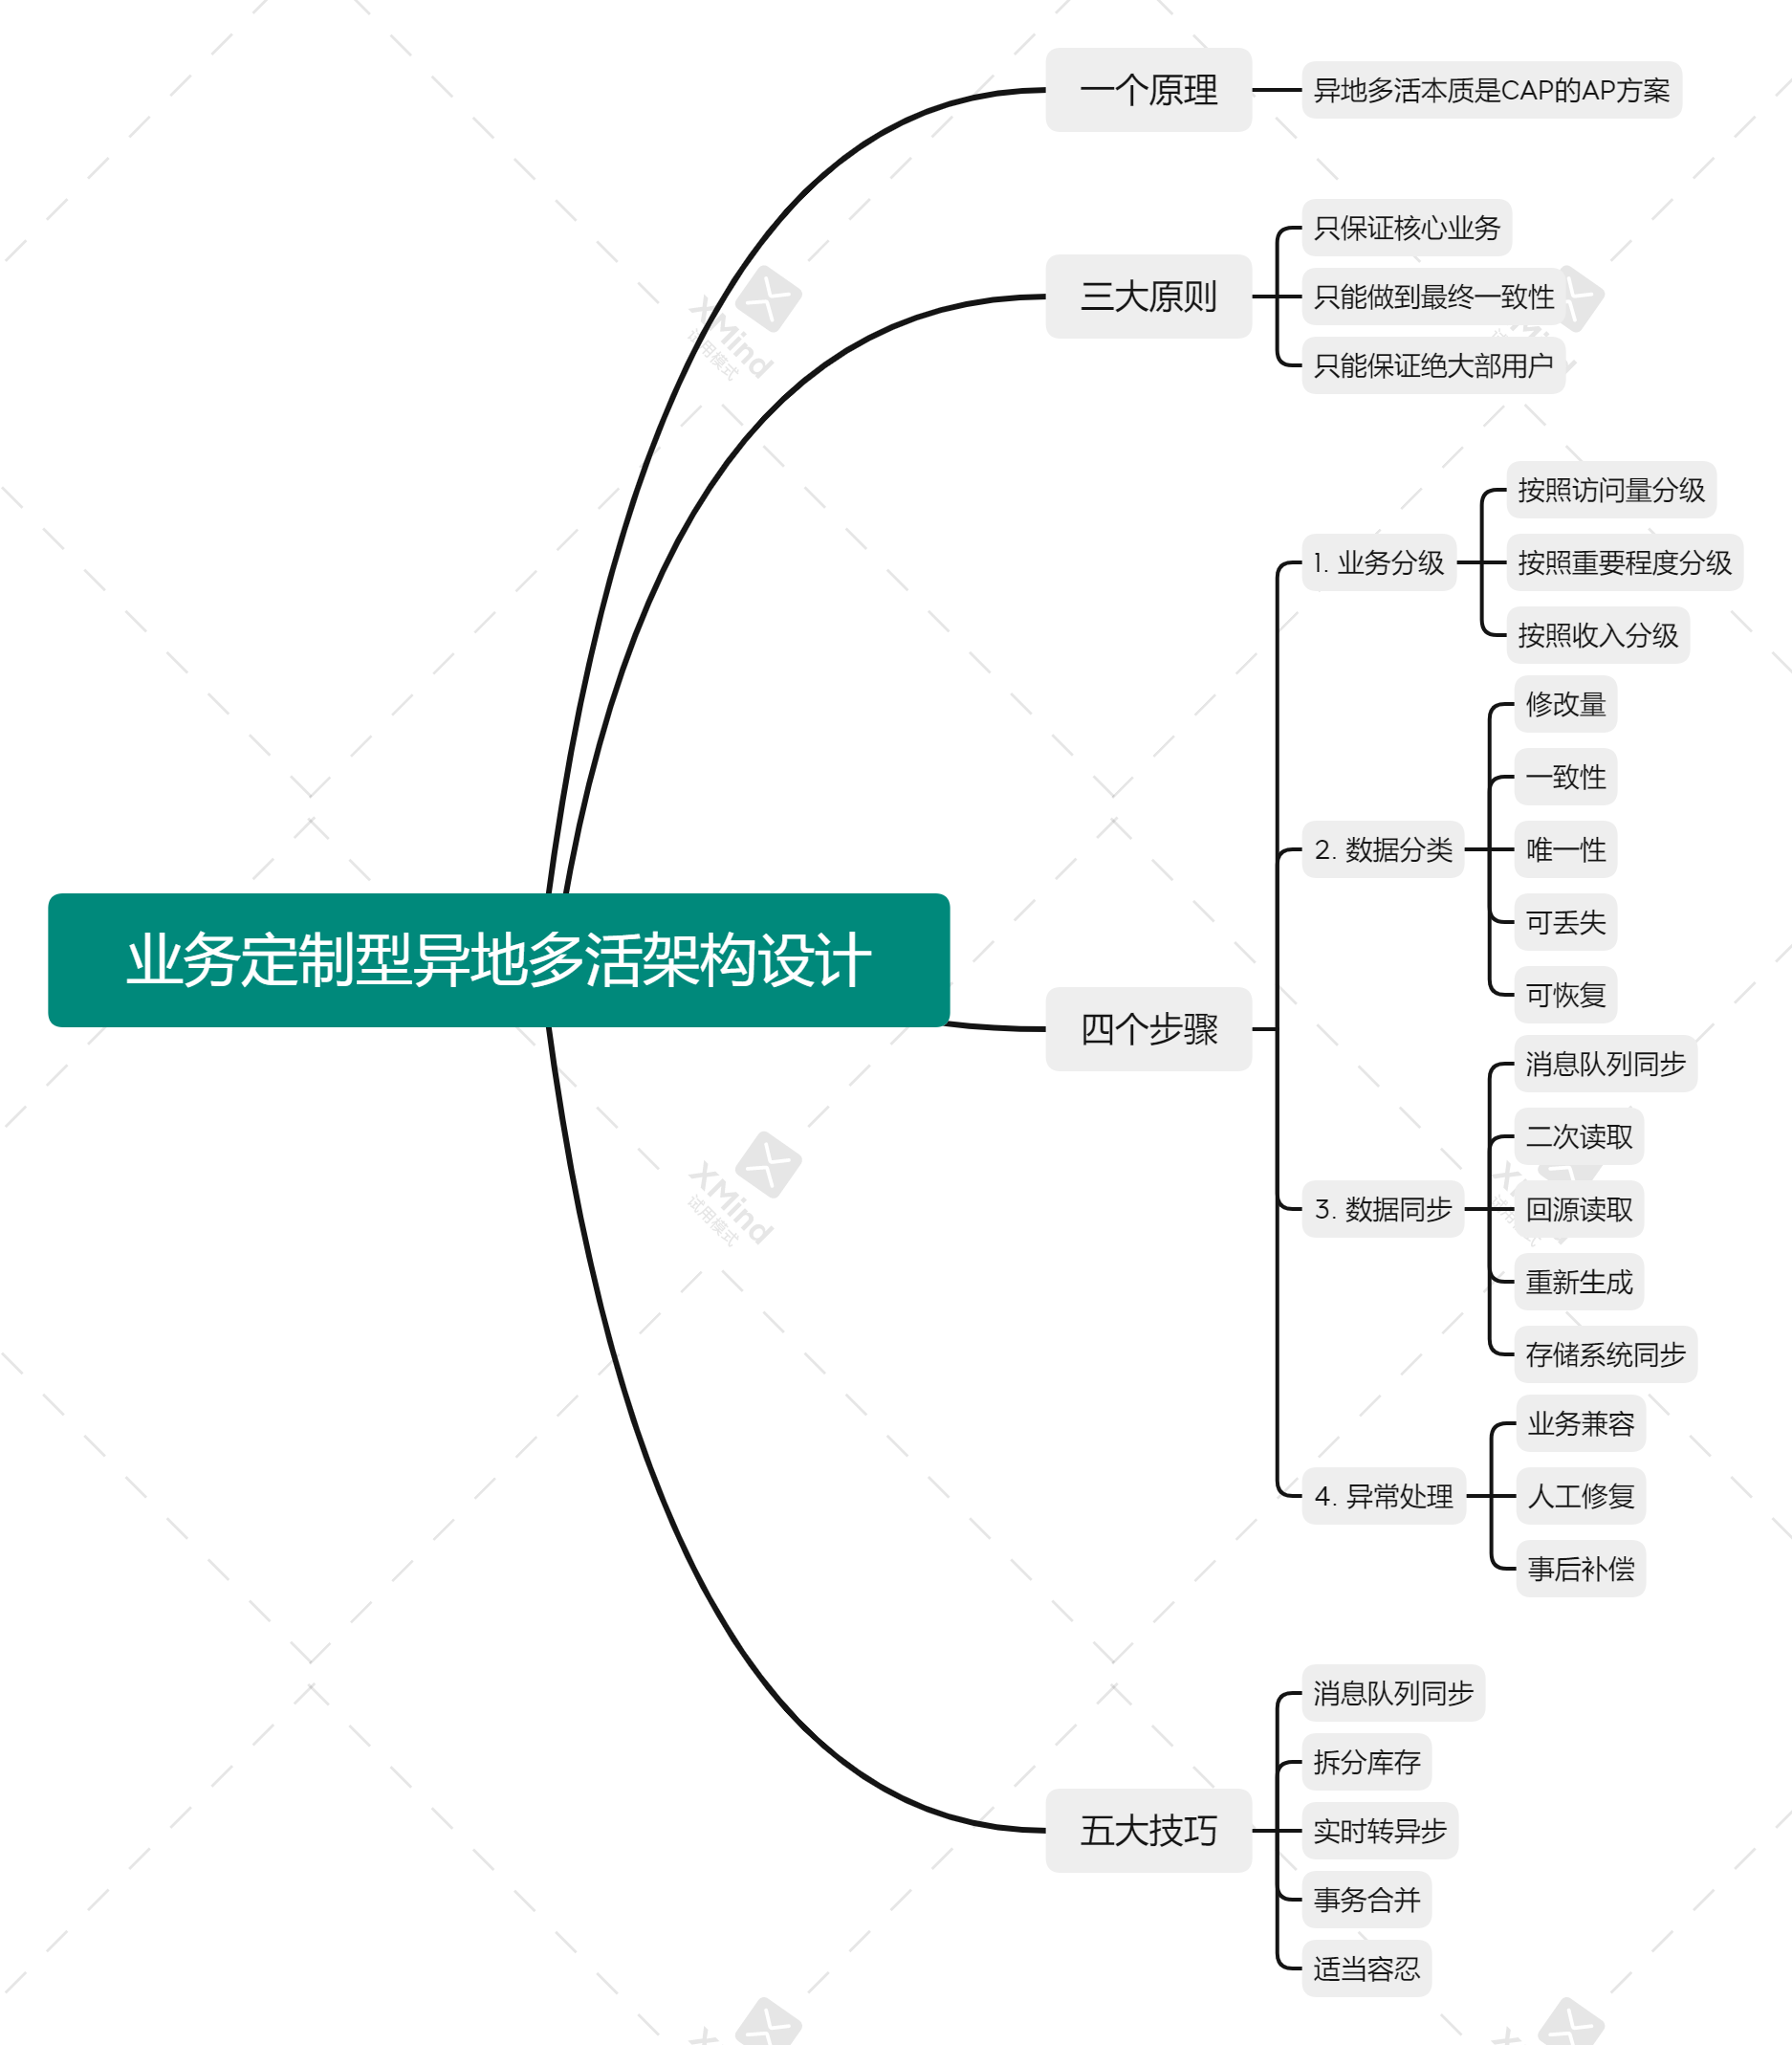 一个原理
异地多活本质是CAP的AP方案
三大原则
只保证核心业务
只能做到最终一致性
只能保证绝大部用户
业务定制型异地多活架构设计
四个步骤
1. 业务分级
按照访问量分级
按照重要程度分级
按照收入分级
2. 数据分类
修改量
一致性
唯一性
可丢失
可恢复
3. 数据同步
消息队列同步
二次读取
回源读取
重新生成
存储系统同步
4. 异常处理
业务兼容
人工修复
事后补偿
五大技巧
消息队列同步
拆分库存
实时转异步
事务合并
适当容忍
XMind
试用模式
XMind
试用模式